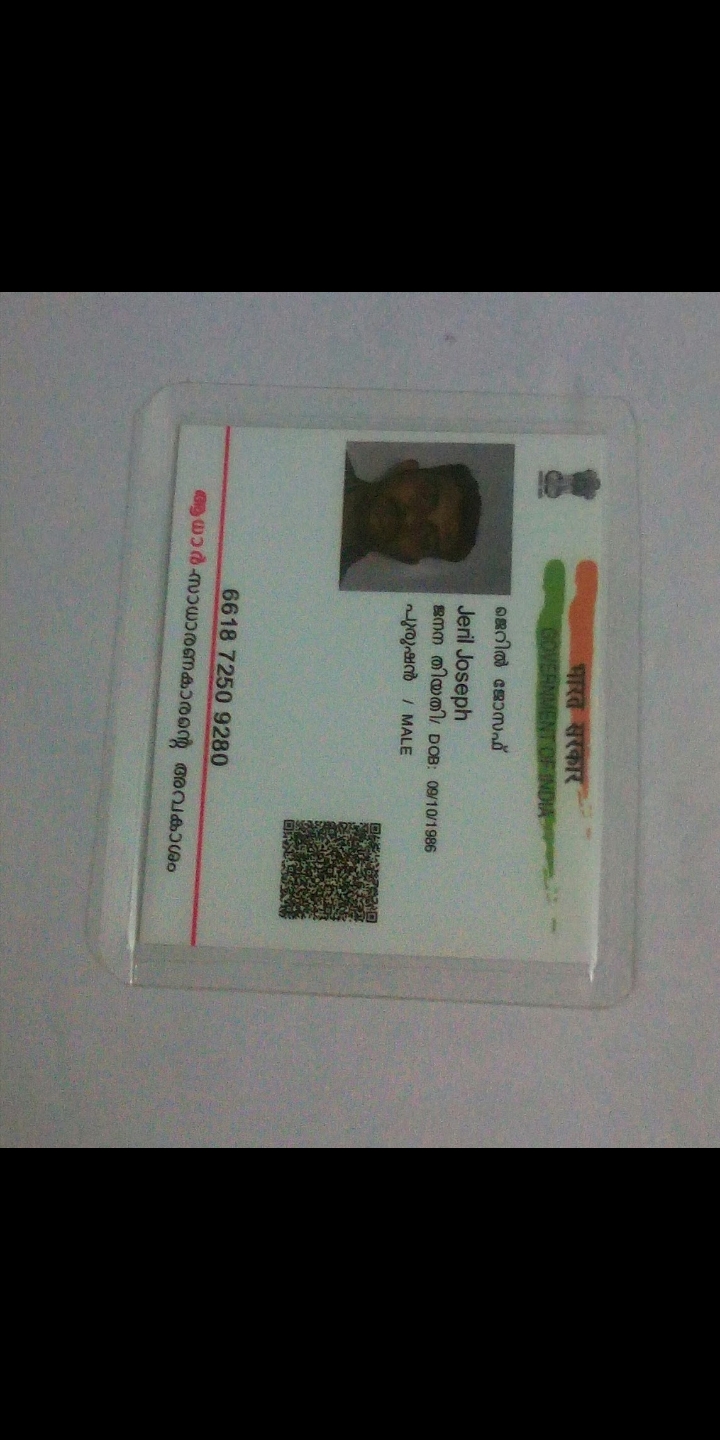 भारत सरकार
GOVERNMENT OF INDIA
ജെറിൽ ജോസഫ്
Jeril Joseph
ജനന തിയതി/ DOB: 09/10/1986
പുരുഷൻ / MALE
6618 7250 9280
ആധാർ-സാധാരണകാരന്റെ അവകാശം